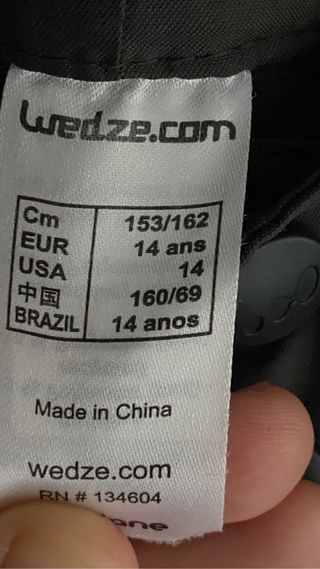 wedze.com
Cm 153/162
EUR 14 ans
USA 14
中国 160/69
BRAZIL 14 anos
Made in China
wedze.com
RN # 134604